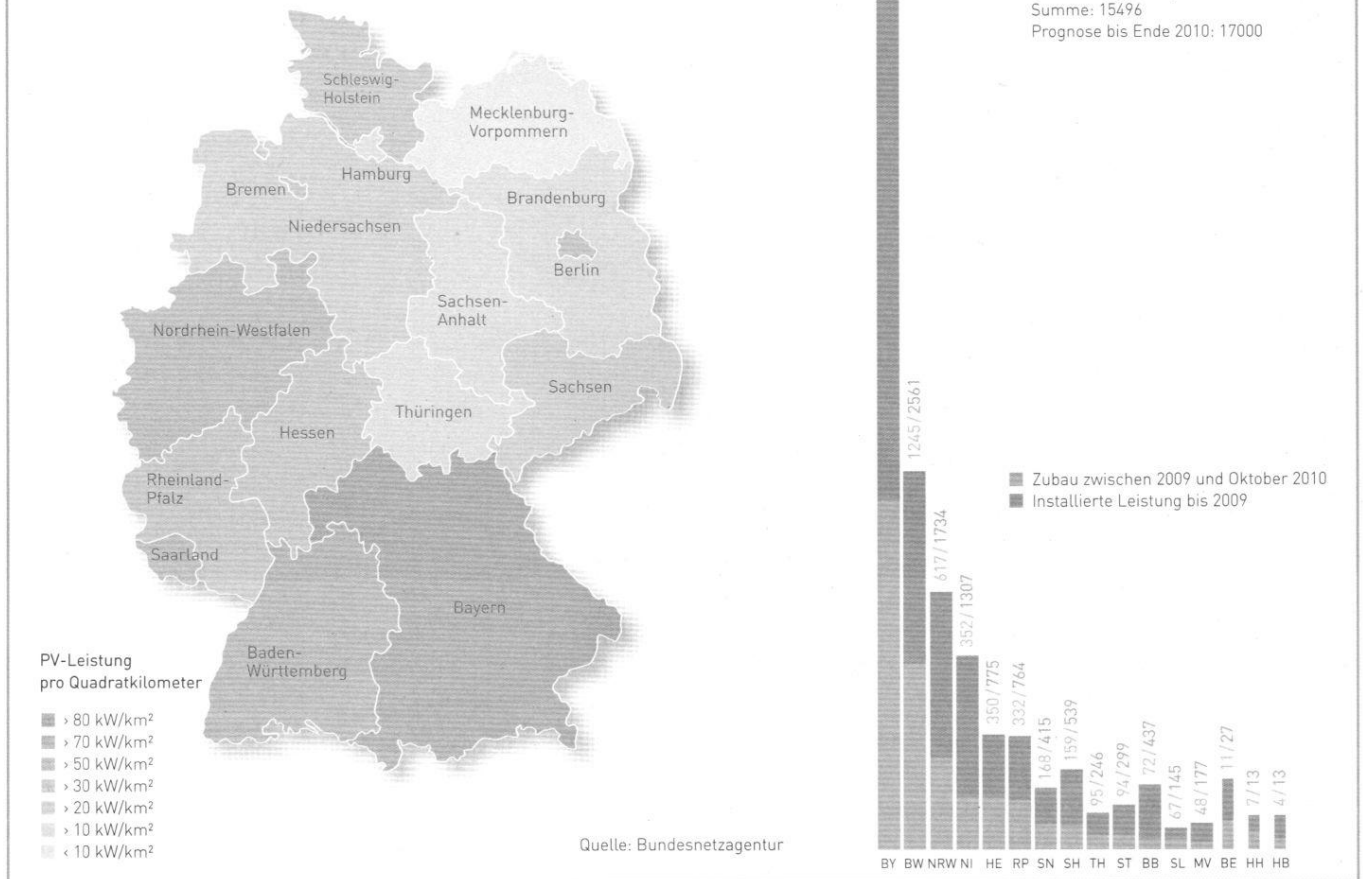 Summe: 15496
Prognose bis Ende 2010: 17000
Schleswig-
Holstein
Mecklenburg-
Vorpommern
Hamburg
Bremen
Brandenburg
Niedersachsen
Berlin
Sachsen-
Anhalt
Nordrhein-Westfalen
Sachsen
Thüringen
Hessen
Rheinland-
Pfalz
Saarland
Bayern
Baden-
Württemberg
PV-Leistung
pro Quadratkilometer
› 80 kW/km²
› 70 kW/km²
› 50 kW/km²
› 30 kW/km²
› 20 kW/km²
› 10 kW/km²
‹ 10 kW/km²
Quelle: Bundesnetzagentur
Zubau zwischen 2009 und Oktober 2010
Installierte Leistung bis 2009
1245/2561
617/1734
352/1307
350/775
332/764
168/415
159/539
95/246
94/299
72/437
67/145
48/177
11/27
7/13
4/13
BY BW NRW NI HE RP SN SH TH ST BB SL MV BE HH HB